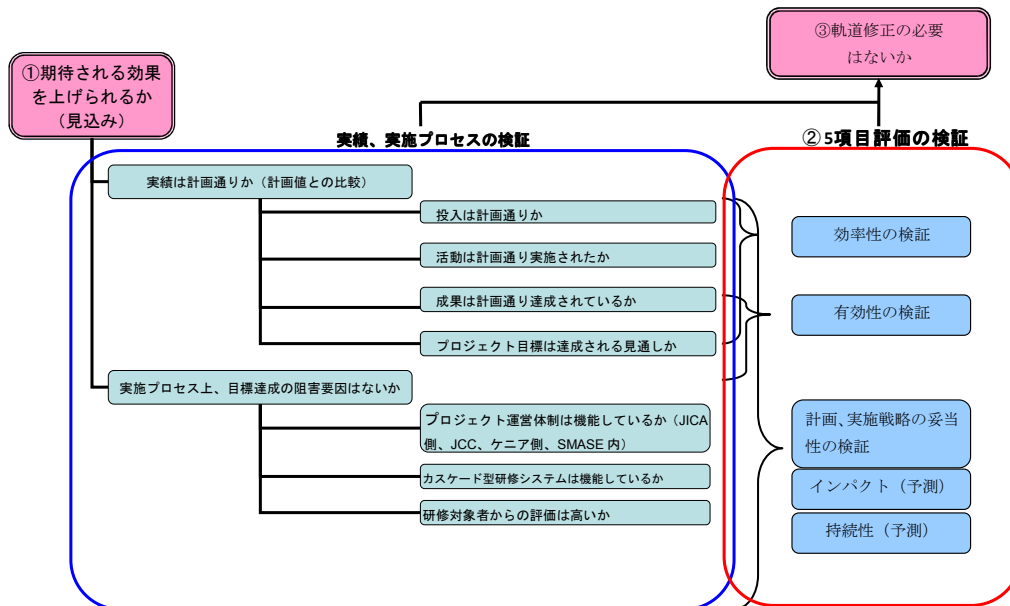 ③軌道修正の必要
はないか
①期待される効果
を上げられるか
（見込み）
実績、実施プロセスの検証
②5項目評価の検証
実績は計画通りか（計画値との比較）
投入は計画通りか
活動は計画通り実施されたか
成果は計画通り達成されているか
プロジェクト目標は達成される見通しか
実施プロセス上、目標達成の阻害要因はないか
プロジェクト運営体制は機能しているか（JICA
側、JCC、ケニア側、SMASE 内）
カスケード型研修システムは機能しているか
研修対象者からの評価は高いか
効率性の検証
有効性の検証
計画、実施戦略の妥当
性の検証
インパクト（予測）
持続性（予測）